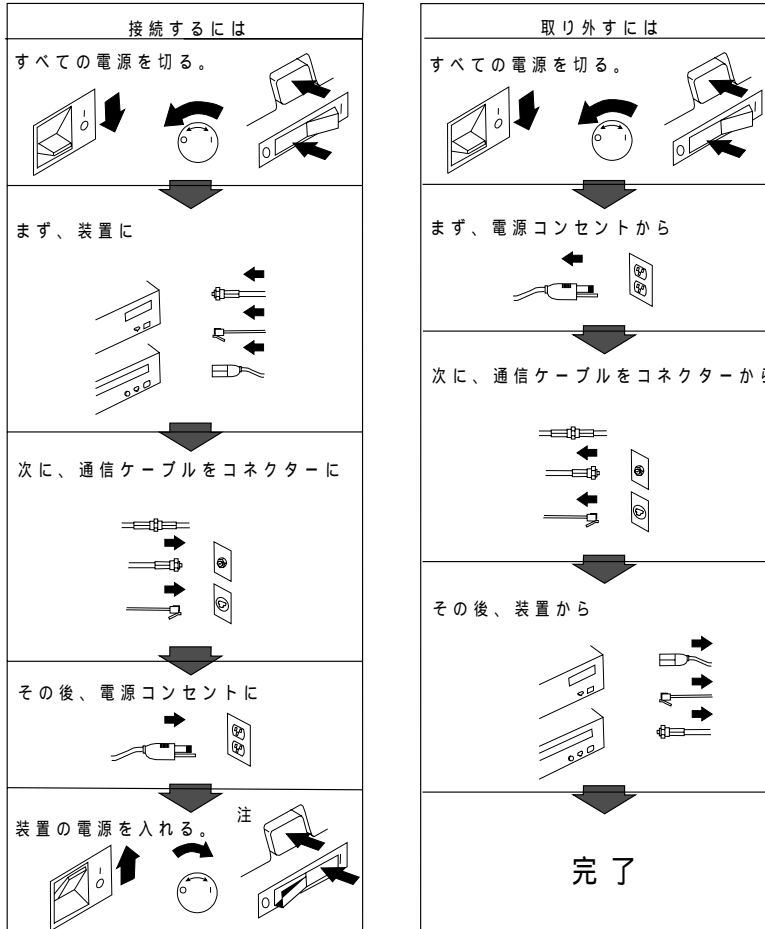 接続するには
すべての電源を切る。
まず、装置に
次に、通信ケーブルをコネクターに
その後、電源コンセントに
装置の電源を入れる。
注
取り外すには
すべての電源を切る。
まず、電源コンセントから
次に、通信ケーブルをコネクターから
その後、装置から
完了